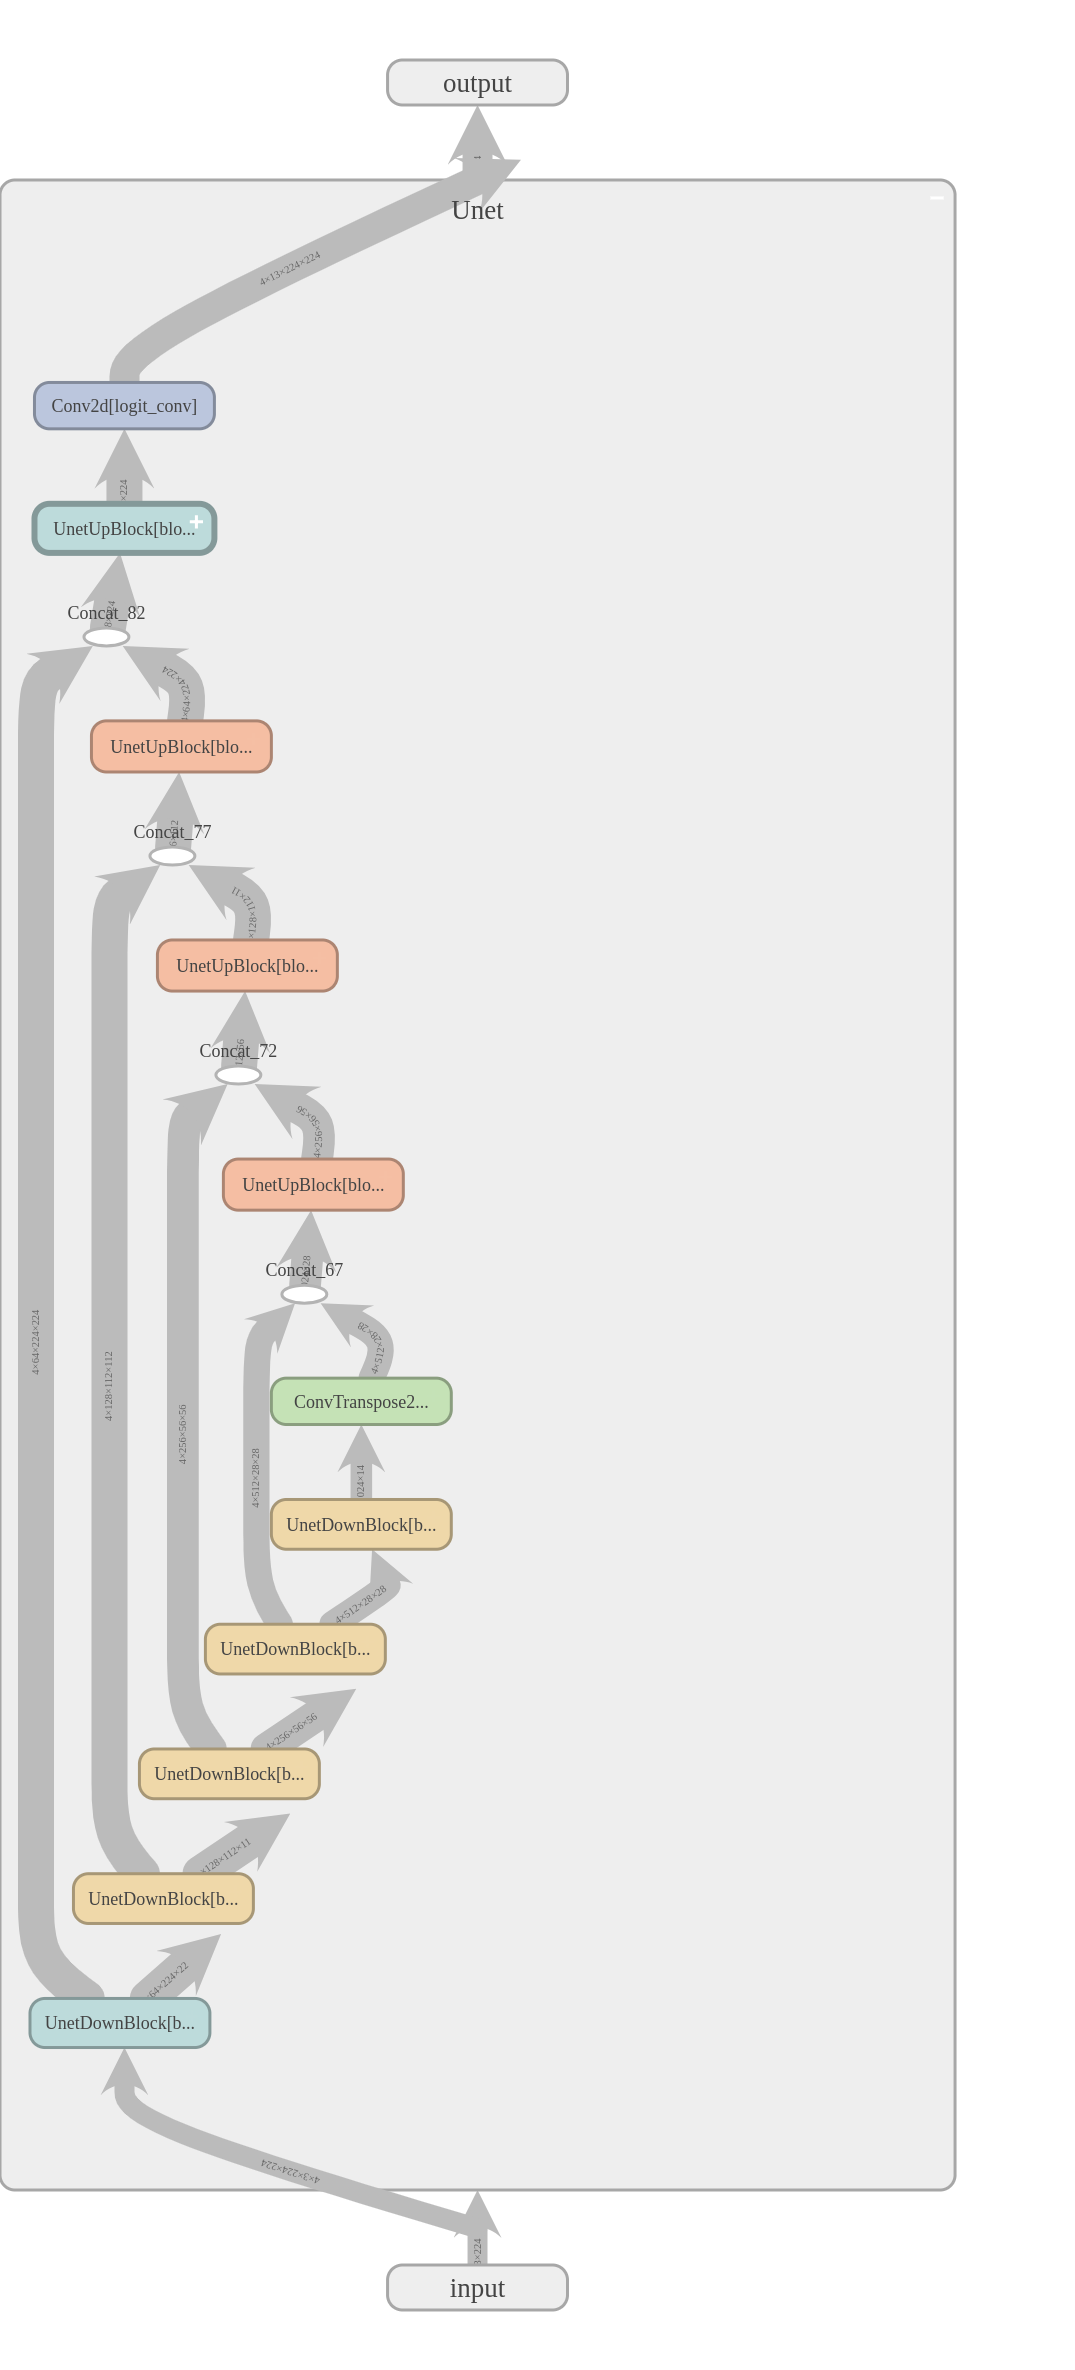 output
1
Unet
4×13×224×224
Conv2d[logit_conv]
×224
UnetUpBlock[blo...
Concat_82
4×224
×64×22
UnetUpBlock[blo...
Concat_77
112×11
×128×
UnetUpBlock[blo...
Concat_72
4×256×56×56
UnetUpBlock[blo...
Concat_67
4×512×28×28
4×64×224×224
4×128×112×112
ConvTranspose2...
4×256×56×56
4×512×28×28
024×14
UnetDownBlock[b...
4×512×28×28
UnetDownBlock[b...
4×256×56×56
UnetDownBlock[b...
×128×112×11
UnetDownBlock[b...
×64×224×22
UnetDownBlock[b...
4×3×224×224
3×224
input